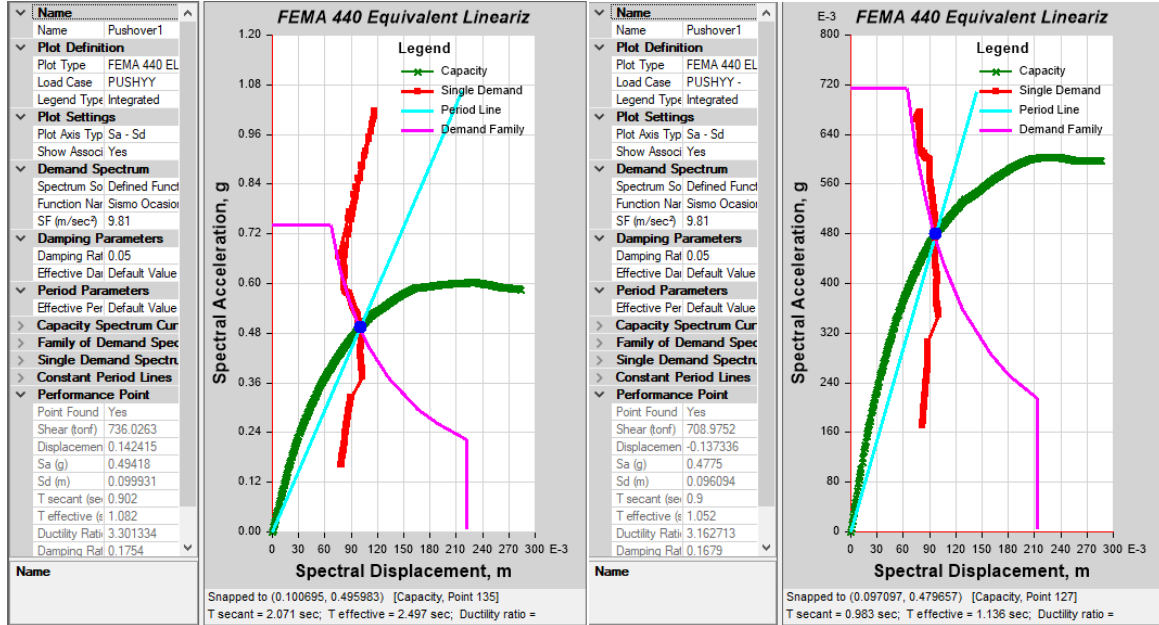 Name
Name Pushover1
Plot Definition
Plot Type FEMA 440 EL
Load Case PUSHYY
Legend Type Integrated
Plot Settings
Plot Axis Typ Sa - Sd
Show Associ Yes
Demand Spectrum
Spectrum So Defined Funct
Function Nar Sismo Ocasior
SF (m/sec²) 9.81
Damping Parameters
Damping Rat 0.05
Effective Dar Default Value
Period Parameters
Effective Per Default Value
Capacity Spectrum Cur
Family of Demand Spec
Single Demand Spectru
Constant Period Lines
Performance Point
Point Found Yes
Shear (tonf) 736.0263
Displacemen 0.142415
Sa (g) 0.49418
Sd (m) 0.099931
T secant (sec 0.902
T effective (s 1.082
Ductility Ratio 3.301334
Damping Rat 0.1754
Name
FEMA 440 Equivalent Lineariz
Legend
Capacity
Single Demand
Period Line
Demand Family
Spectral Acceleration, g
1.20
1.08
0.96
0.84
0.72
0.60
0.48
0.36
0.24
0.12
0.00
0 30 60 90 120 150 180 210 240 270 300 E-3
Spectral Displacement, m
Snapped to (0.100695, 0.495983) [Capacity, Point 135]
T secant = 2.071 sec; T effective = 2.497 sec; Ductility ratio =
Name
Name Pushover1
Plot Definition
Plot Type FEMA 440 EL
Load Case PUSHYY -
Legend Type Integrated
Plot Settings
Plot Axis Typ Sa - Sd
Show Associ Yes
Demand Spectrum
Spectrum So Defined Funct
Function Nar Sismo Ocasior
SF (m/sec²) 9.81
Damping Parameters
Damping Rat 0.05
Effective Dar Default Value
Period Parameters
Effective Per Default Value
Capacity Spectrum Cur
Family of Demand Spec
Single Demand Spectru
Constant Period Lines
Performance Point
Point Found Yes
Shear (tonf) 708.9752
Displacemen -0.137336
Sa (g) 0.4775
Sd (m) 0.096094
T secant (sec 0.9
T effective (s 1.052
Ductility Ratio 3.162713
Damping Rat 0.1679
Name
E-3 FEMA 440 Equivalent Lineariz
Legend
Capacity
Single Demand
Period Line
Demand Family
Spectral Acceleration, g
800
720
640
560
480
400
320
240
160
80
0
0 30 60 90 120 150 180 210 240 270 300 E-3
Spectral Displacement, m
Snapped to (0.097097, 0.479657) [Capacity, Point 127]
T secant = 0.983 sec; T effective = 1.136 sec; Ductility ratio =